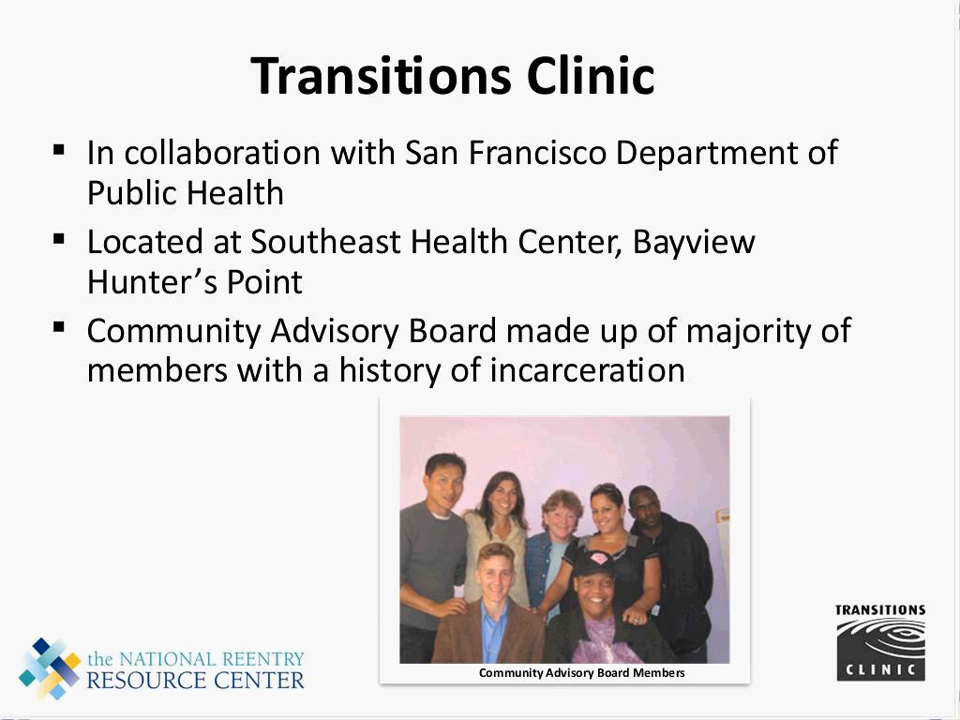 Transitions Clinic
▪ In collaboration with San Francisco Department of
Public Health
▪ Located at Southeast Health Center, Bayview
Hunter’s Point
▪ Community Advisory Board made up of majority of
members with a history of incarceration
Community Advisory Board Members
the NATIONAL REENTRY
RESOURCE CENTER
TRANSITIONS
CLINIC